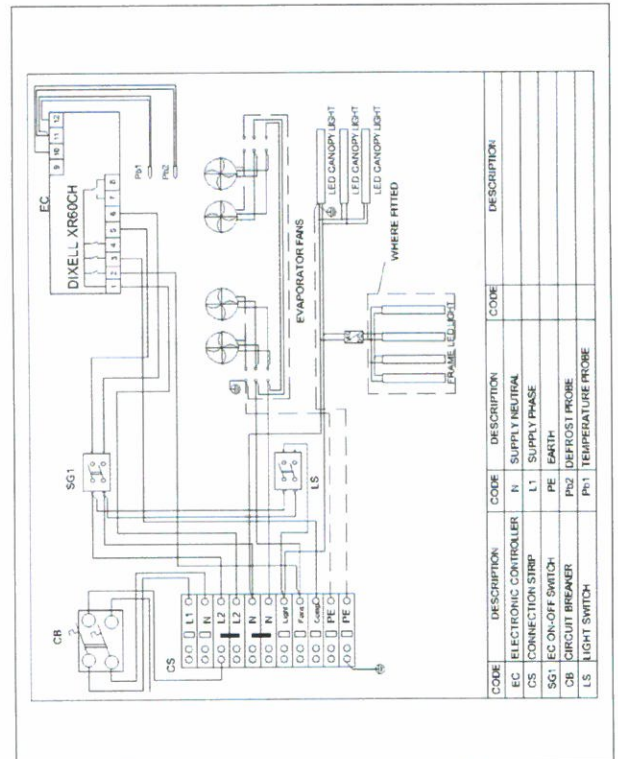 EC
DIXELL XR60CH
9 10 11 12
1 2 3 4 5 6 7 8
Pb1
Pb2
SG1
CB
CS
L1
N
L2
L2
N
N
Light
Fans
Comp
PE
PE
LS
EVAPORATOR FANS
LED CANOPY LIGHT
LED CANOPY LIGHT
LED CANOPY LIGHT
WHERE FITTED
FRAME LED LIGHT
CODE DESCRIPTION CODE DESCRIPTION CODE DESCRIPTION
EC ELECTRONIC CONTROLLER N SUPPLY NEUTRAL
CS CONNECTION STRIP L1 SUPPLY PHASE
SG1 EC ON-OFF SWITCH PE EARTH
CB CIRCUIT BREAKER Pb2 DEFROST PROBE
LS LIGHT SWITCH Pb1 TEMPERATURE PROBE